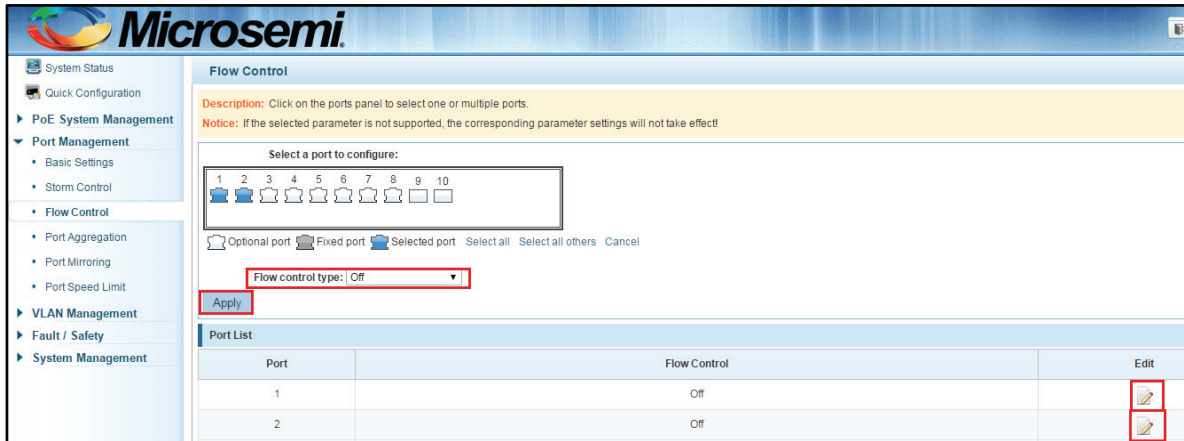 Microsemi.
System Status
Quick Configuration
PoE System Management
Port Management
Basic Settings
Storm Control
Flow Control
Port Aggregation
Port Mirroring
Port Speed Limit
VLAN Management
Fault / Safety
System Management
Flow Control
Description: Click on the ports panel to select one or multiple ports.
Notice: If the selected parameter is not supported, the corresponding parameter settings will not take effect!
Select a port to configure:
1 2 3 4 5 6 7 8 9 10
Optional port Fixed port Selected port Select all Select all others Cancel
Flow control type: Off
Apply
Port List
Port Flow Control Edit
1 Off
2 Off